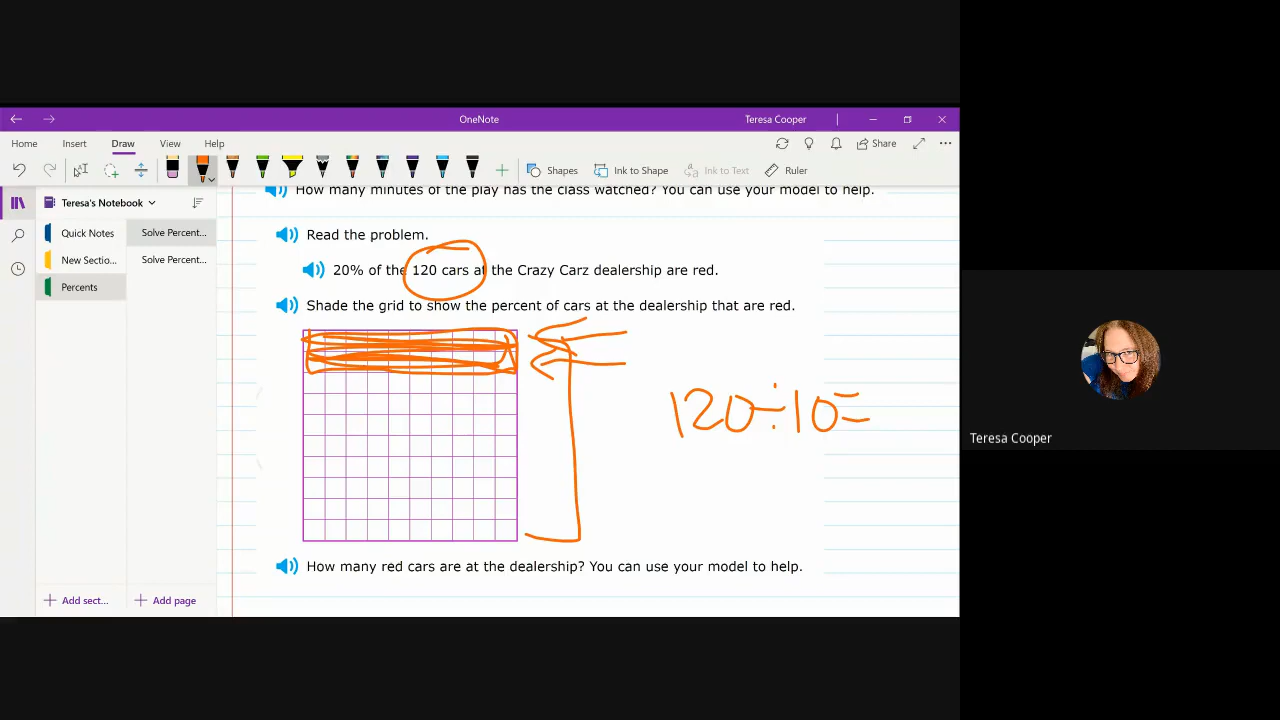 OneNote
Teresa Cooper
Home Insert Draw View Help Share
Shapes Ink to Shape Ink to Text Ruler
Teresa's Notebook
Quick Notes
New Sectio...
Percents
Solve Percent...
Solve Percent...
How many minutes of the play has the class watched? You can use your model to help.
Read the problem.
20% of the 120 cars at the Crazy Carz dealership are red.
Shade the grid to show the percent of cars at the dealership that are red.
120÷10=
How many red cars are at the dealership? You can use your model to help.
Add sect...
Add page
Teresa Cooper